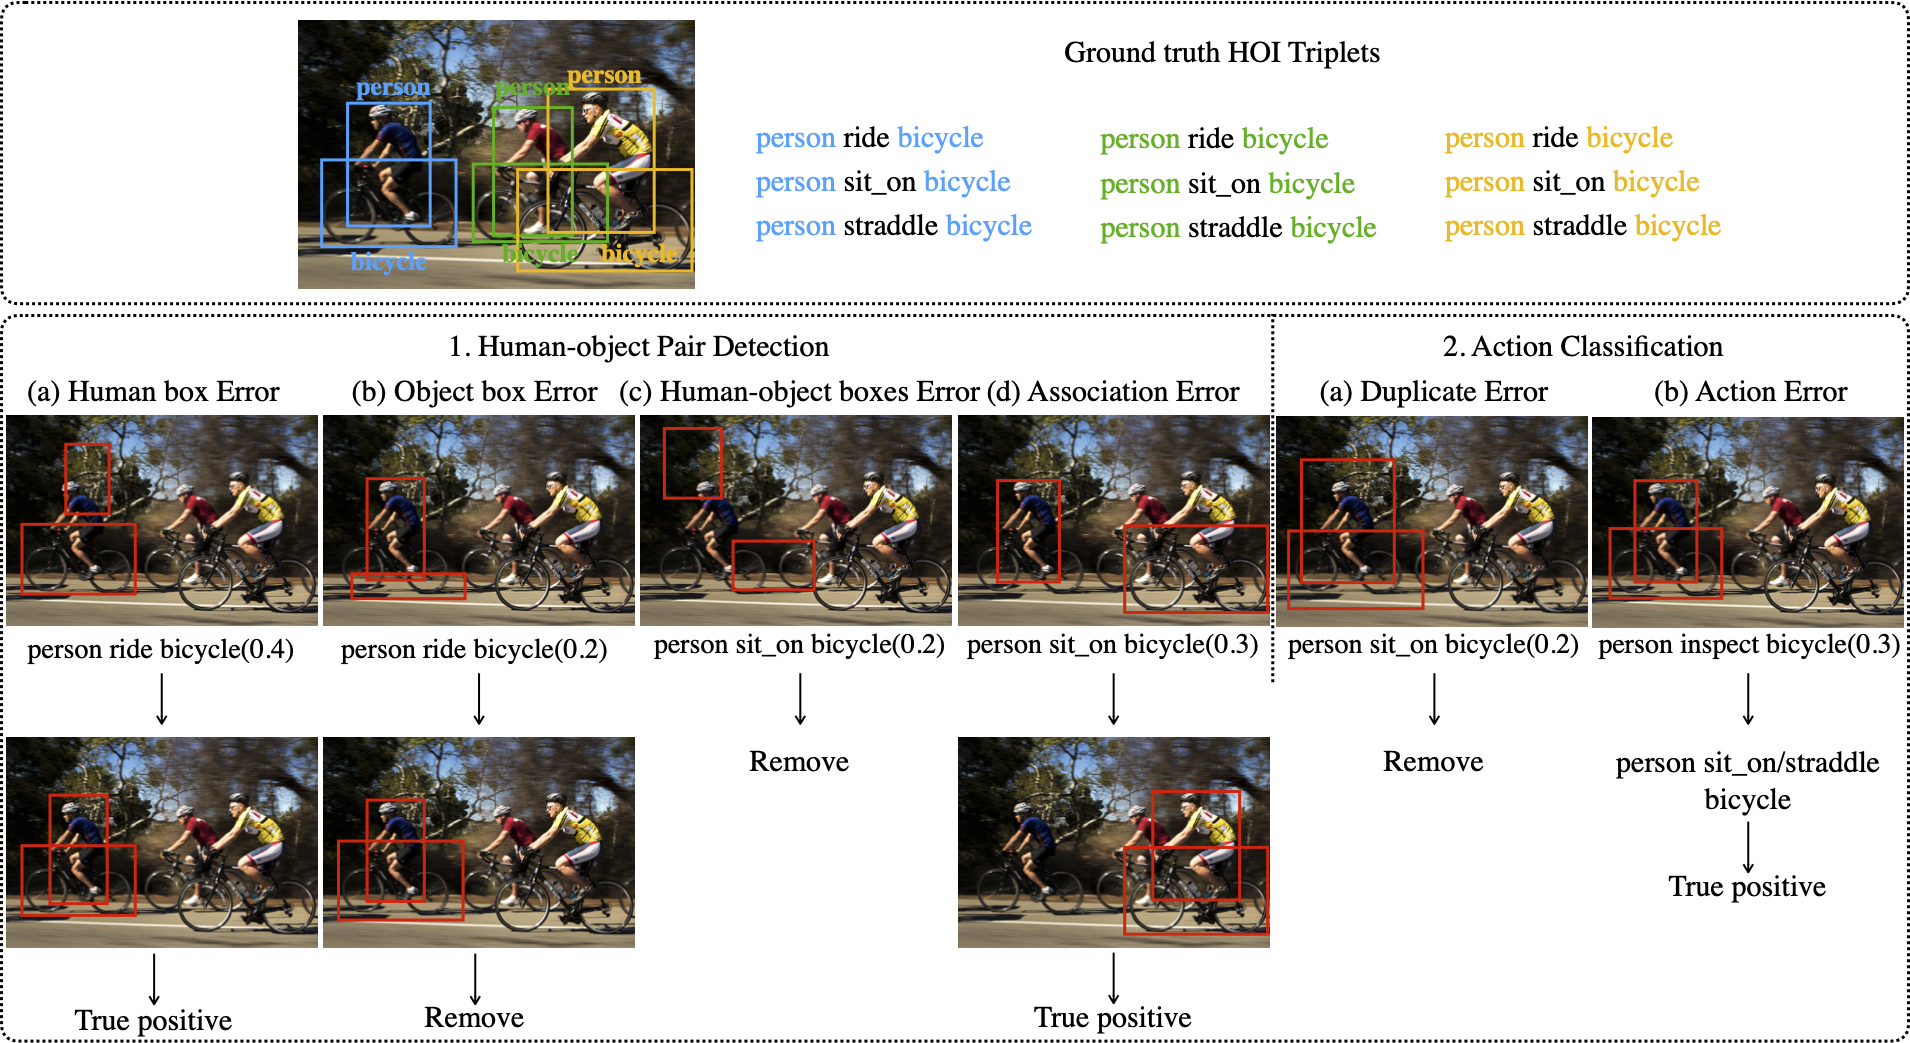 person
person
person
bicycle
bicycle
bicycle
Ground truth HOI Triplets
person ride bicycle
person ride bicycle
person ride bicycle
person sit_on bicycle
person sit_on bicycle
person sit_on bicycle
person straddle bicycle
person straddle bicycle
person straddle bicycle
1. Human-object Pair Detection
2. Action Classification
(a) Human box Error
(b) Object box Error
(c) Human-object boxes Error
(d) Association Error
(a) Duplicate Error
(b) Action Error
person ride bicycle(0.4)
person ride bicycle(0.2)
person sit_on bicycle(0.2)
person sit_on bicycle(0.3)
person sit_on bicycle(0.2)
person inspect bicycle(0.3)
Remove
Remove
person sit_on/straddle
bicycle
True positive
True positive
Remove
True positive